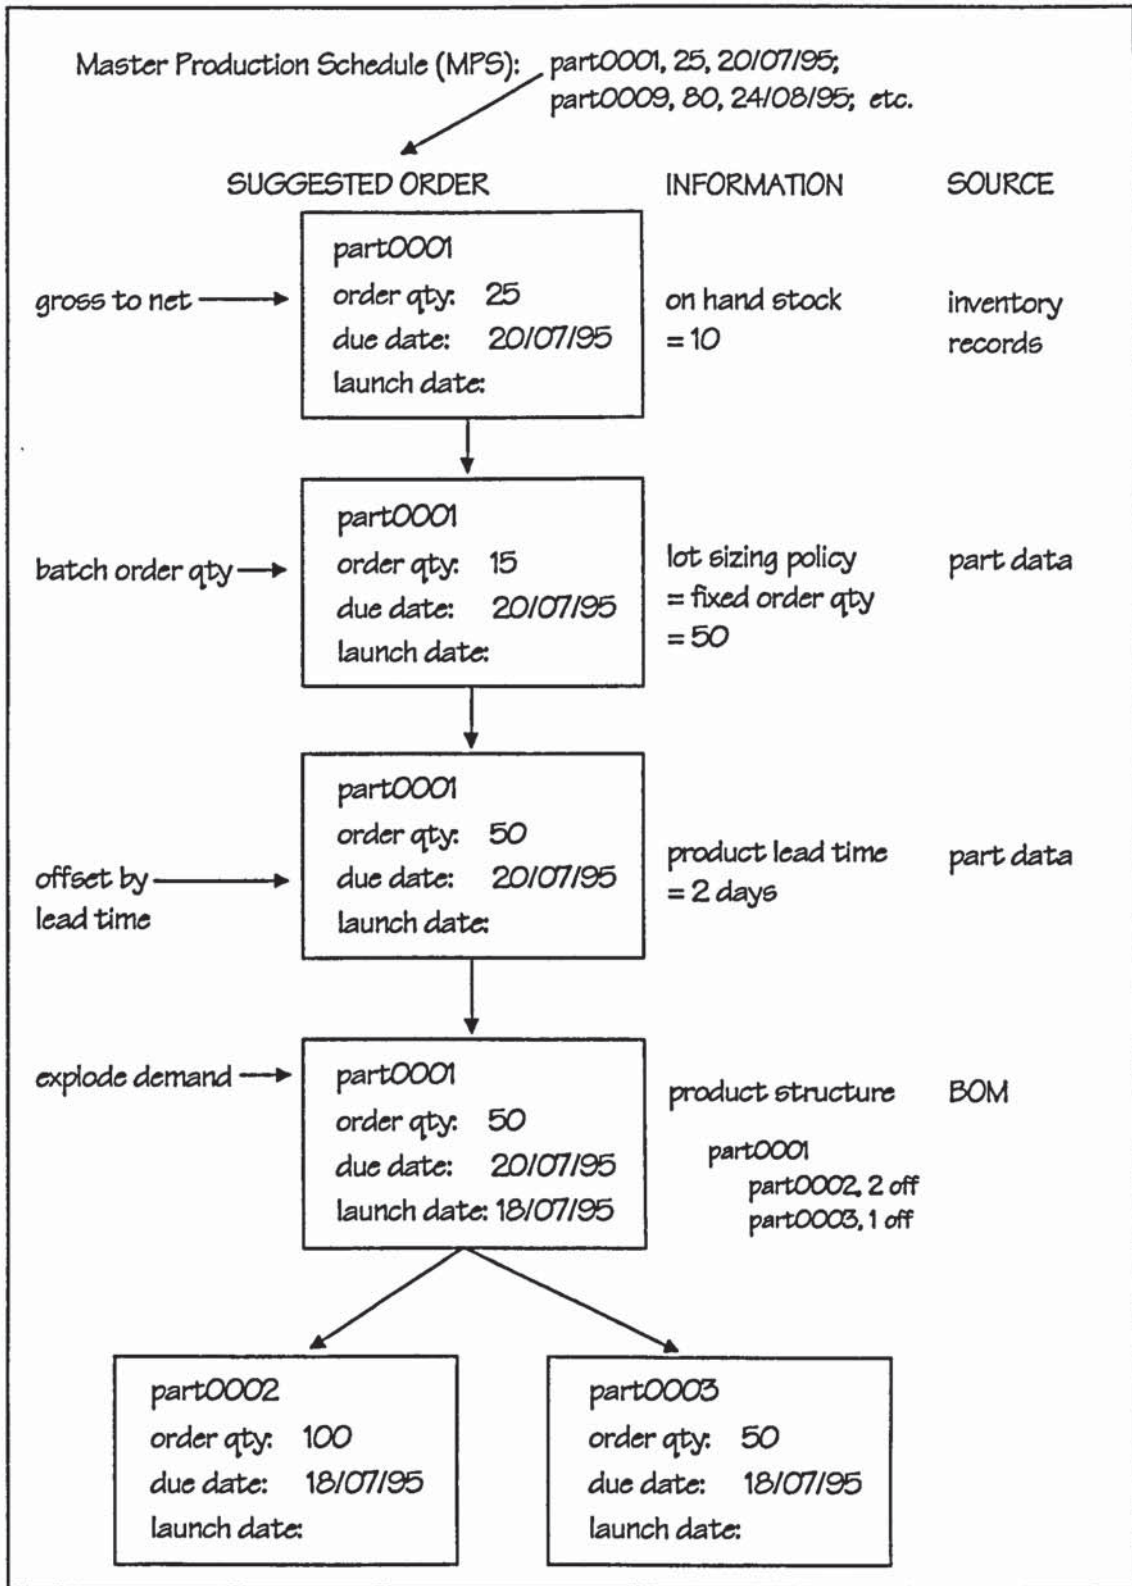 Master Production Schedule (MPS): part0001, 25, 20/07/95;
part0009, 80, 24/08/95; etc.
SUGGESTED ORDER INFORMATION SOURCE
part0001
gross to net order qty: 25 on hand stock inventory
due date: 20/07/95 = 10 records
launch date:
part0001
batch order qty order qty: 15 lot sizing policy part data
due date: 20/07/95 = fixed order qty
launch date: = 50
part0001
order qty: 50 product lead time part data
offset by due date: 20/07/95 = 2 days
lead time launch date:
explode demand part0001 product structure BOM
order qty: 50 part0001
due date: 20/07/95 part0002, 2 off
launch date: 18/07/95 part0003, 1 off
part0002 part0003
order qty: 100 order qty: 50
due date: 18/07/95 due date: 18/07/95
launch date: launch date: